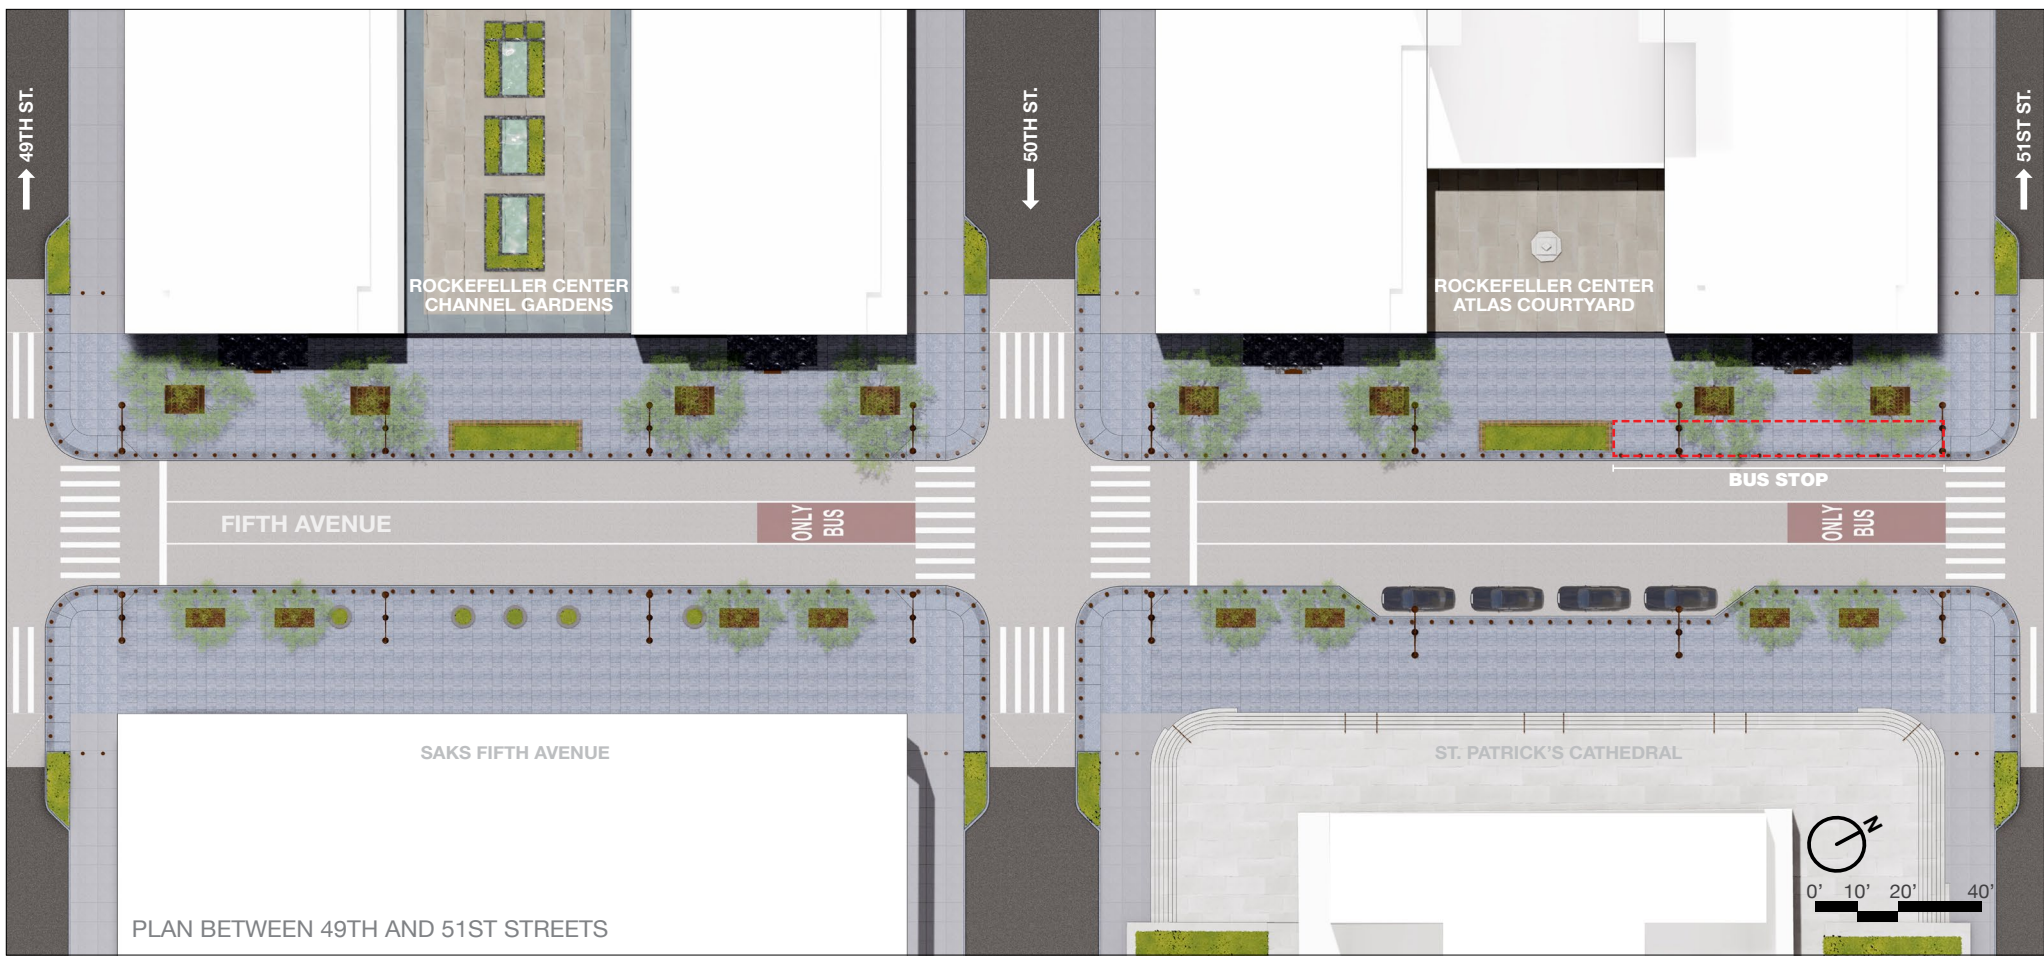 49TH ST.
50TH ST.
51ST ST.
ROCKEFELLER CENTER
CHANNEL GARDENS
ROCKEFELLER CENTER
ATLAS COURTYARD
BUS STOP
FIFTH AVENUE
ONLY
BUS
ONLY
BUS
SAKS FIFTH AVENUE
ST. PATRICK'S CATHEDRAL
N
0' 10' 20' 40'
PLAN BETWEEN 49TH AND 51ST STREETS